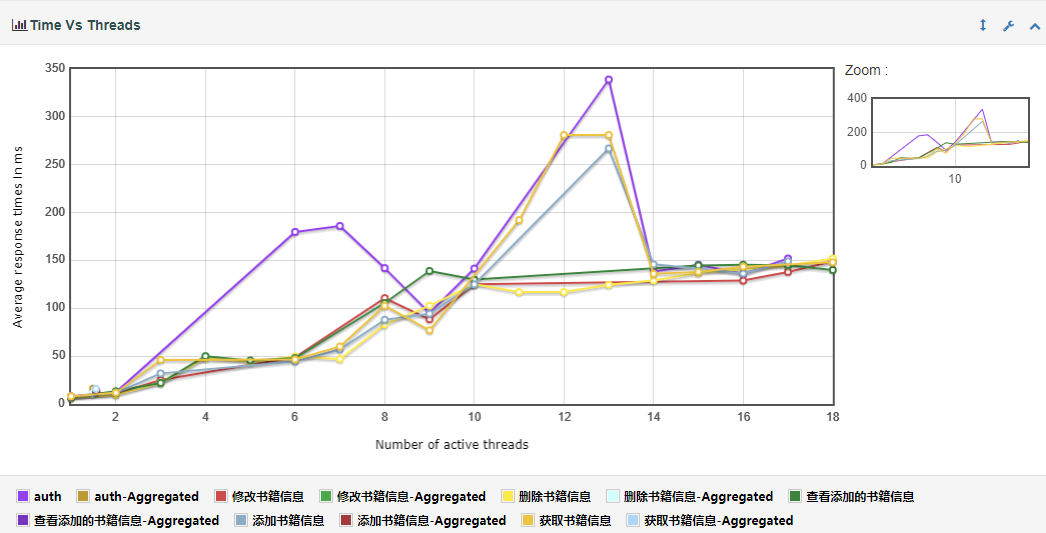 Time Vs Threads
Zoom :
350
300
250
200
150
100
50
0
Average response times in ms
2 4 6 8 10 12 14 16 18
Number of active threads
400
200
0
10
auth auth-Aggregated 修改书籍信息 修改书籍信息-Aggregated 删除书籍信息 删除书籍信息-Aggregated 查看添加的书籍信息
查看添加的书籍信息-Aggregated 添加书籍信息 添加书籍信息-Aggregated 获取书籍信息 获取书籍信息-Aggregated